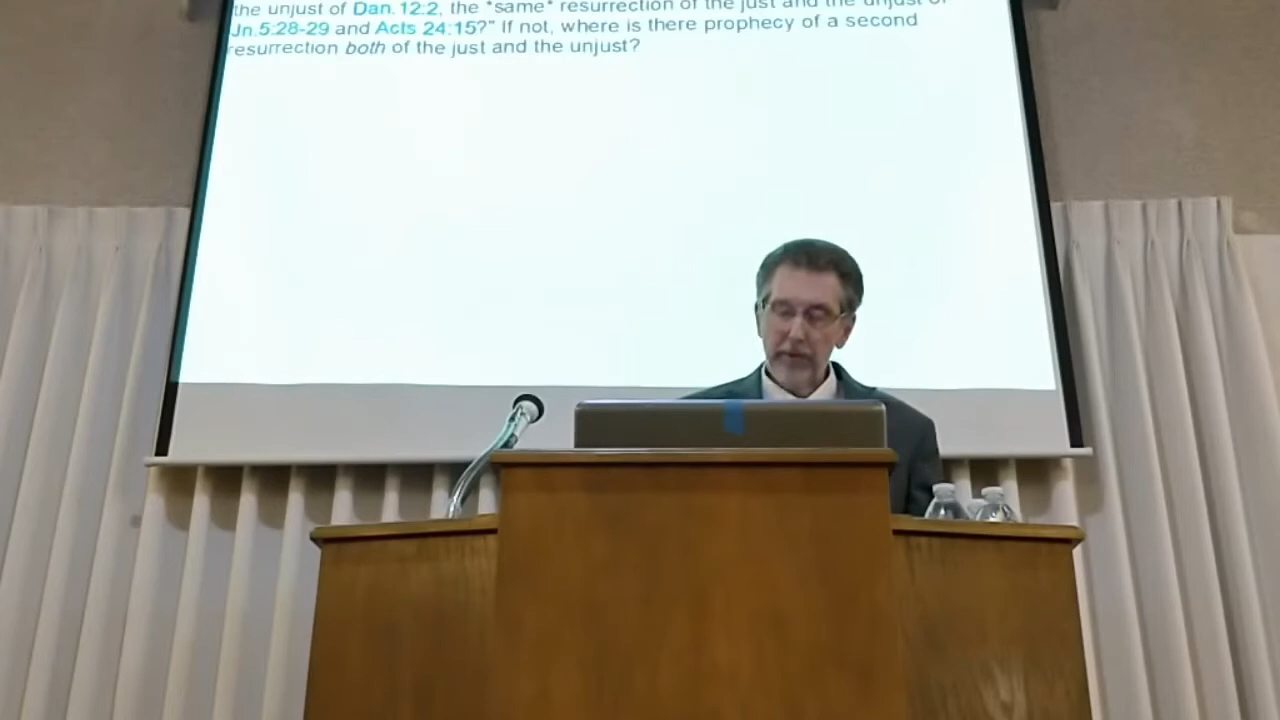 the unjust of Dan. 12:2, the *same* resurrection of the just and the unjust of
Jn.5:28-29 and Acts 24:15?" If not, where is there prophecy of a second
resurrection both of the just and the unjust?